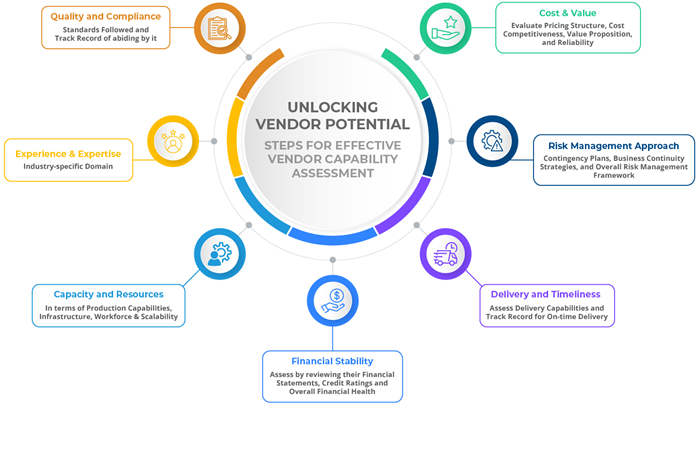 UNLOCKING
VENDOR POTENTIAL
STEPS FOR EFFECTIVE
VENDOR CAPABILITY
ASSESSMENT
Quality and Compliance
Standards Followed and
Track Record of abiding by it
Experience & Expertise
Industry-specific Domain
Capacity and Resources
In terms of Production Capabilities,
Infrastructure, Workforce & Scalability
Financial Stability
Assess by reviewing their Financial
Statements, Credit Ratings and
Overall Financial Health
Delivery and Timeliness
Assess Delivery Capabilities and
Track Record for On-time Delivery
Risk Management Approach
Contingency Plans, Business Continuity
Strategies, and Overall Risk Management
Framework
Cost & Value
Evaluate Pricing Structure, Cost
Competitiveness, Value Proposition,
and Reliability
$